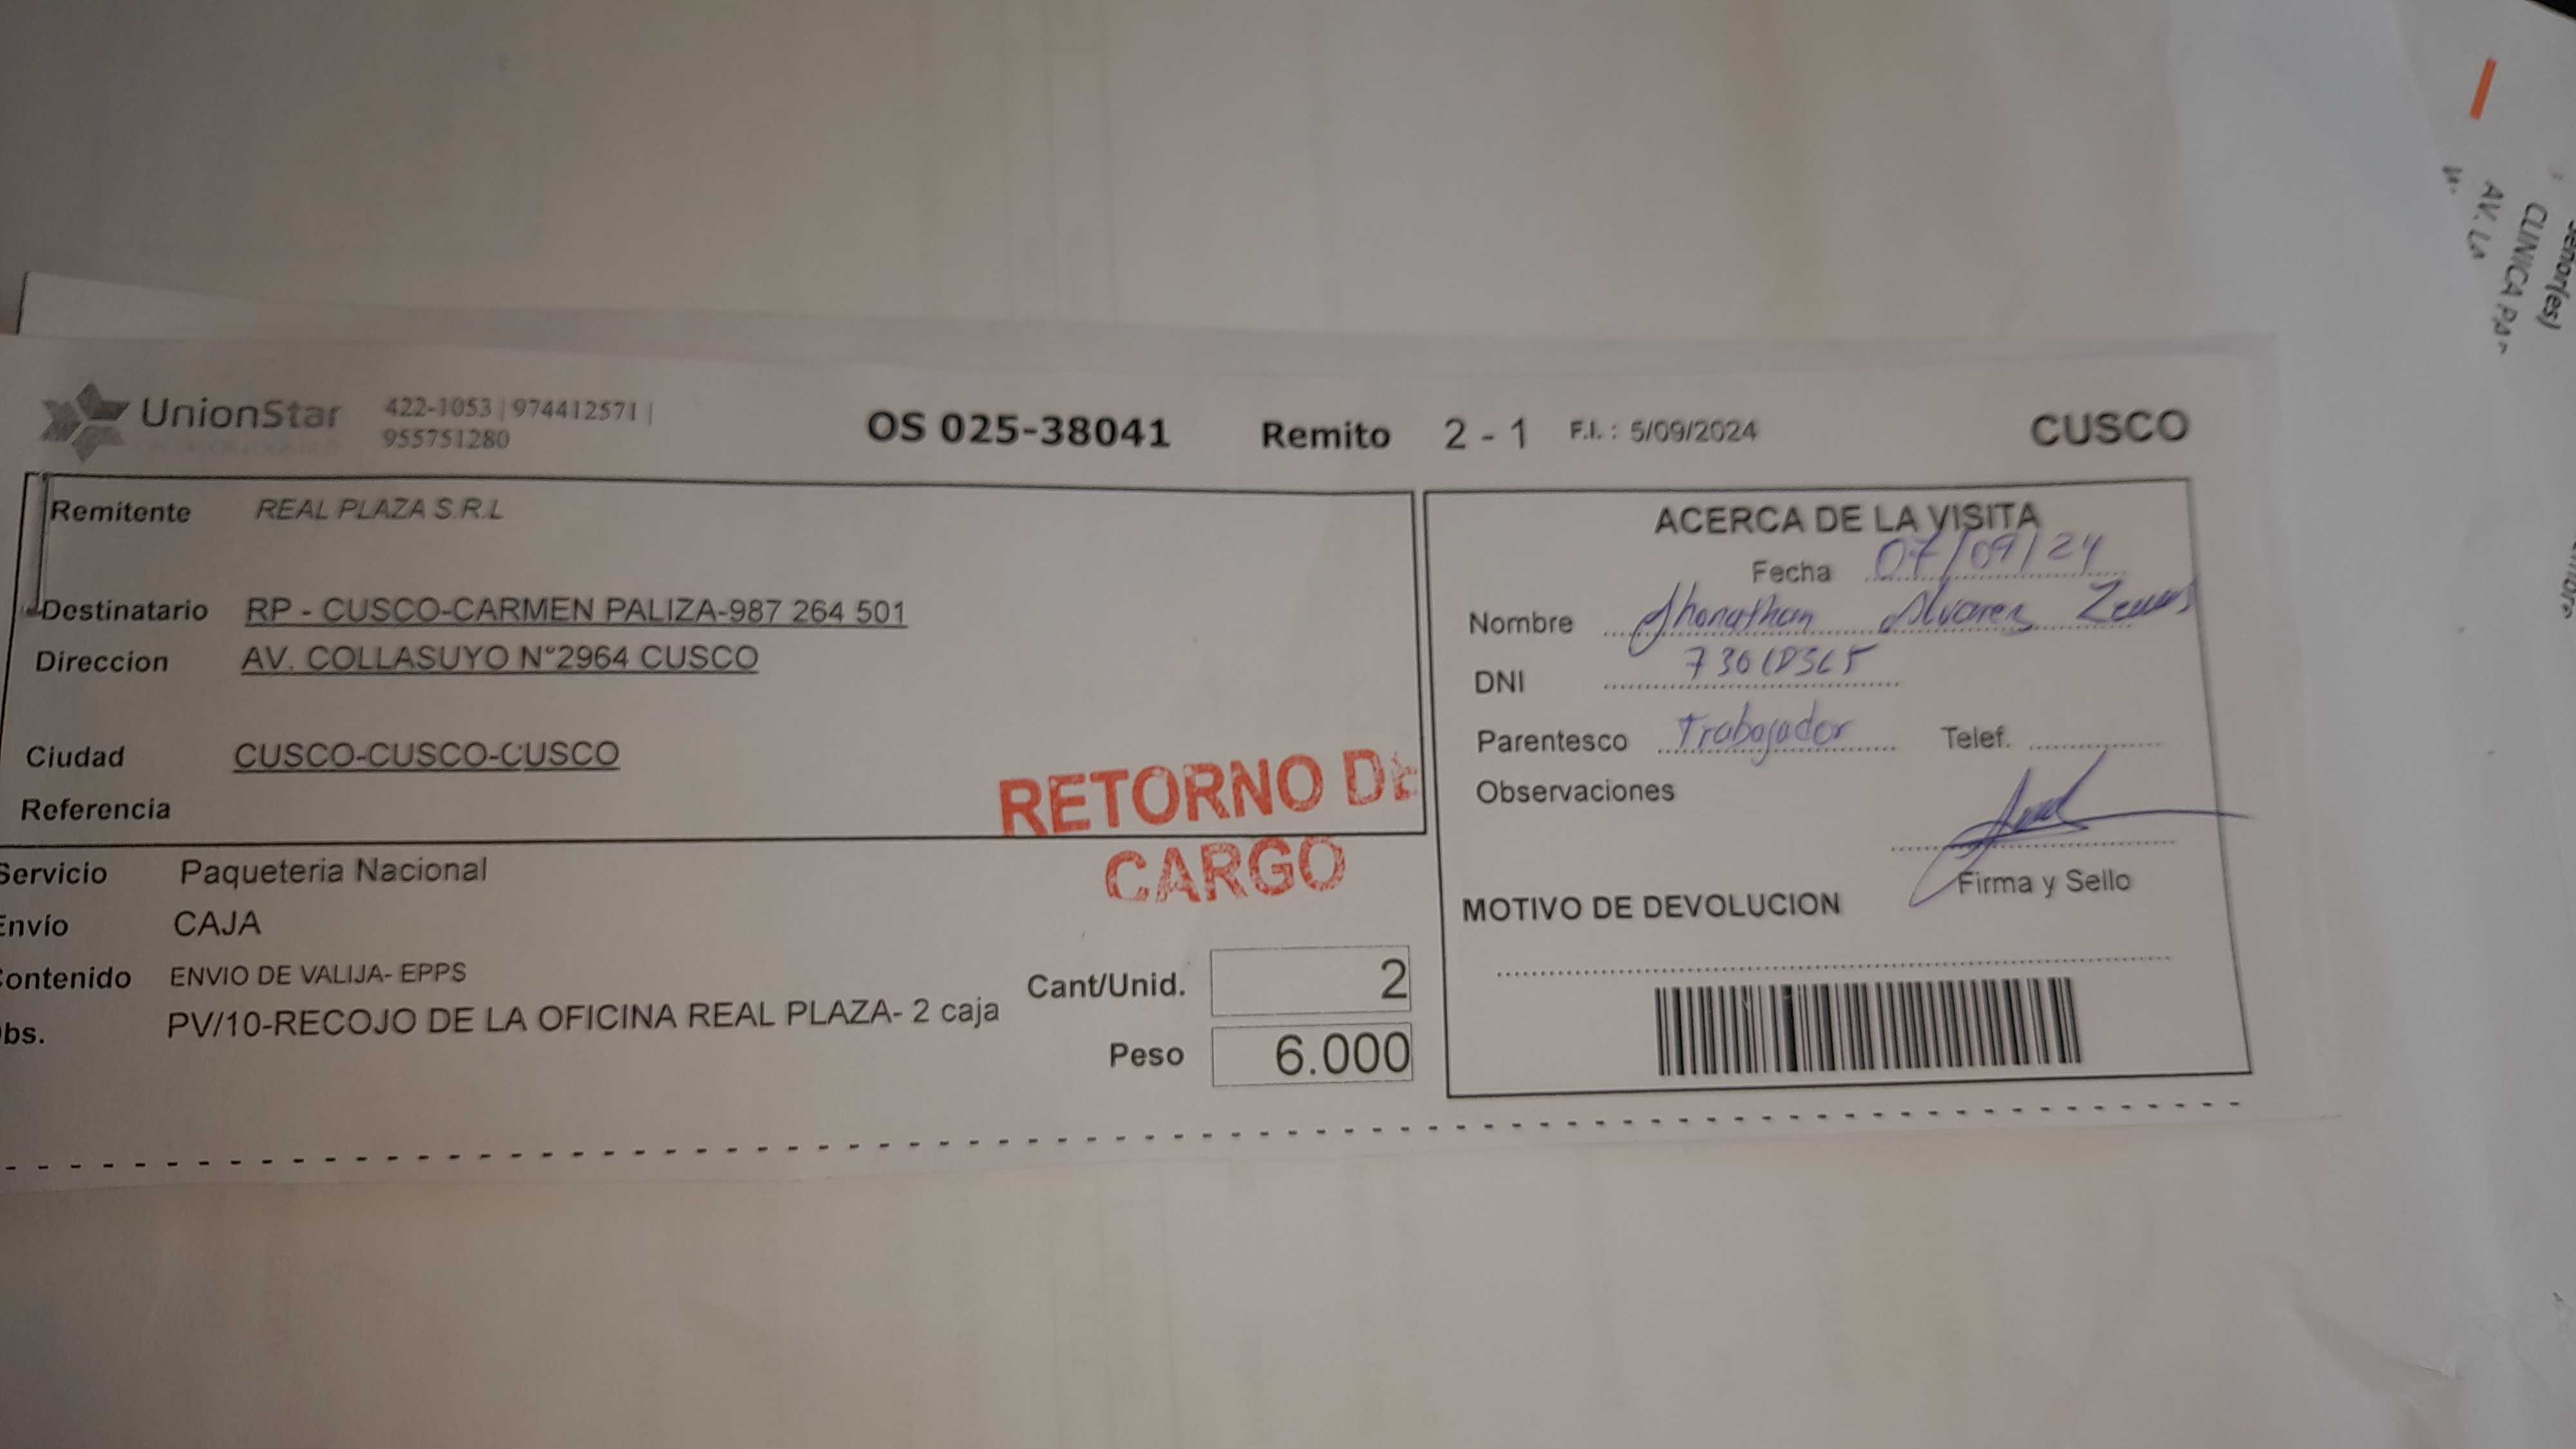 UnionStar
422-1053 | 974412571 |
955751280
OS 025-38041
Remito 2 - 1 F.I. : 5/09/2024
CUSCO
Remitente REAL PLAZA S.R.L
Destinatario RP - CUSCO-CARMEN PALIZA-987 264 501
Direccion AV. COLLASUYO N°2964 CUSCO
Ciudad CUSCO-CUSCO-CUSCO
Referencia
RETORNO DE
CARGO
Servicio Paqueteria Nacional
Envío CAJA
Contenido ENVIO DE VALIJA- EPPS
Obs. PV/10-RECOJO DE LA OFICINA REAL PLAZA- 2 caja
Cant/Unid. 2
Peso 6.000
ACERCA DE LA VISITA
Fecha 07/09/24
Nombre Jhonathan Alvarez
DNI
Parentesco Trabajador Telef.
Observaciones
Firma y Sello
MOTIVO DE DEVOLUCION
Señor(es)
CLINICA
AV. LA